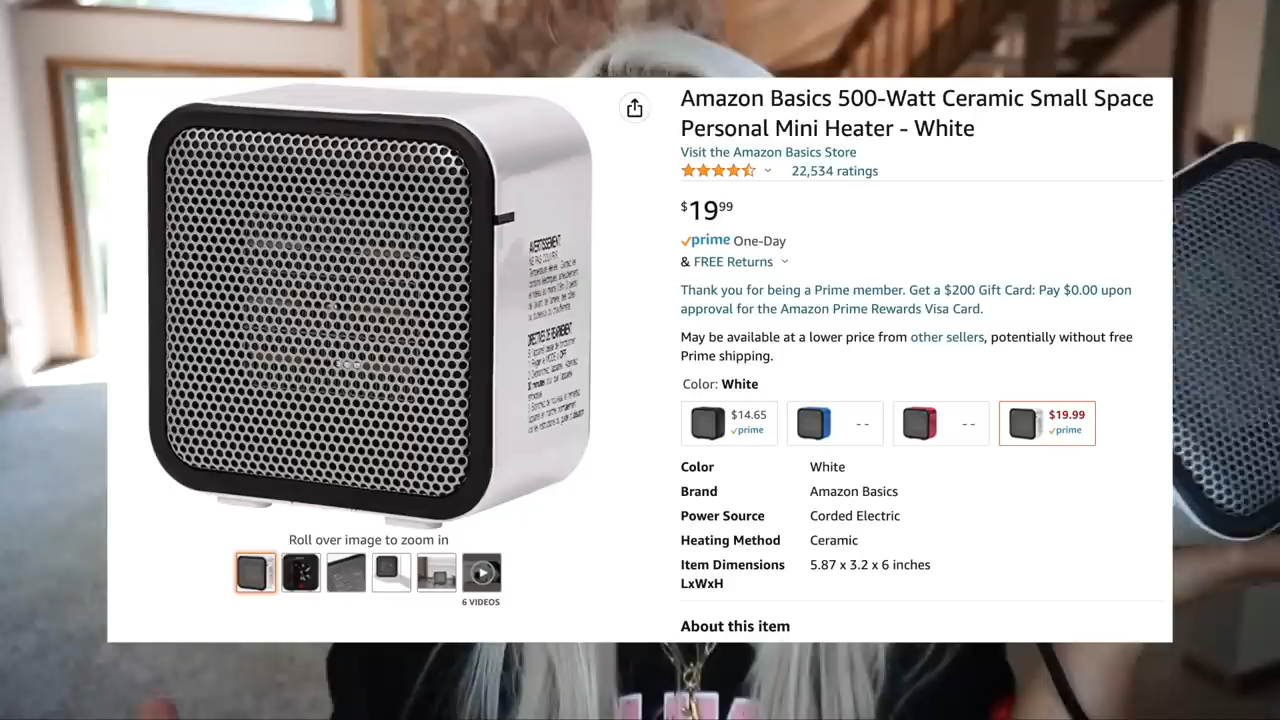 Amazon Basics 500-Watt Ceramic Small Space
Personal Mini Heater - White
Visit the Amazon Basics Store
22,534 ratings
$19 99
prime One-Day
& FREE Returns
Thank you for being a Prime member. Get a $200 Gift Card: Pay $0.00 upon
approval for the Amazon Prime Rewards Visa Card.
May be available at a lower price from other sellers, potentially without free
Prime shipping.
Color: White
$14.65
prime
- -
- -
$19.99
prime
Color White
Brand Amazon Basics
Power Source Corded Electric
Heating Method Ceramic
Item Dimensions 5.87 x 3.2 x 6 inches
LxWxH
About this item
AVERTISSEMENT
Roll over image to zoom in
6 VIDEOS